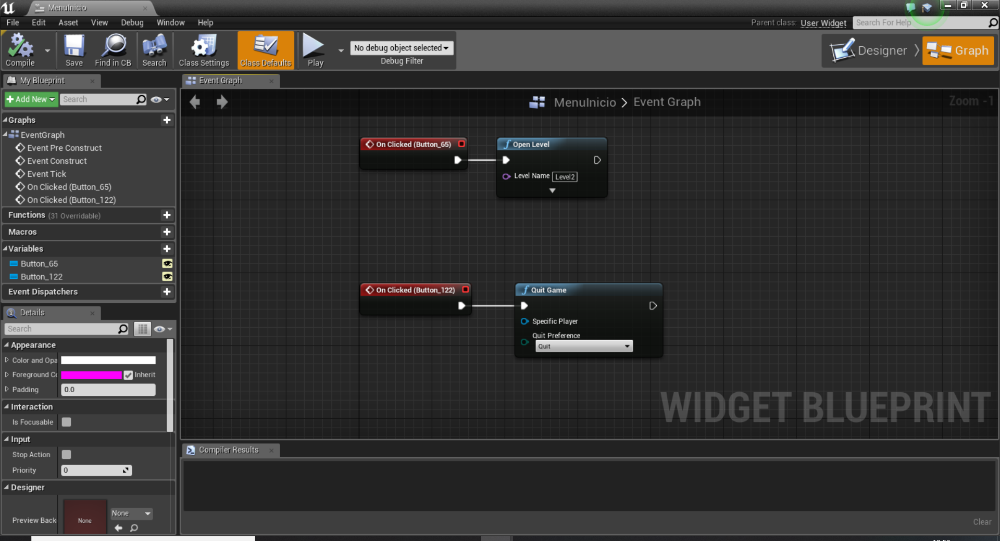 MenuInicio
File Edit Asset View Debug Window Help
Parent class: User Widget
Search For Help
Compile
Save
Find in CB
Search
Class Settings
Class Defaults
Play
No debug object selected
Debug Filter
Designer
Graph
My Blueprint
Event Graph
Add New
Search
MenuInicio > Event Graph
Zoom -1
Graphs
EventGraph
Event Pre Construct
Event Construct
Event Tick
On Clicked (Button_65)
On Clicked (Button_122)
Functions (31 Overridable)
Macros
Variables
Button_65
Button_122
Event Dispatchers
On Clicked (Button_65)
Open Level
Level Name Level2
On Clicked (Button_122)
Quit Game
Specific Player
Quit Preference
Quit
WIDGET BLUEPRINT
Details
Search
Appearance
Color and Opa
Foreground Co
Inherit
Padding 0.0
Interaction
Is Focusable
Input
Stop Action
Priority 0
Designer
Preview Back
None
None
Compiler Results
Clear